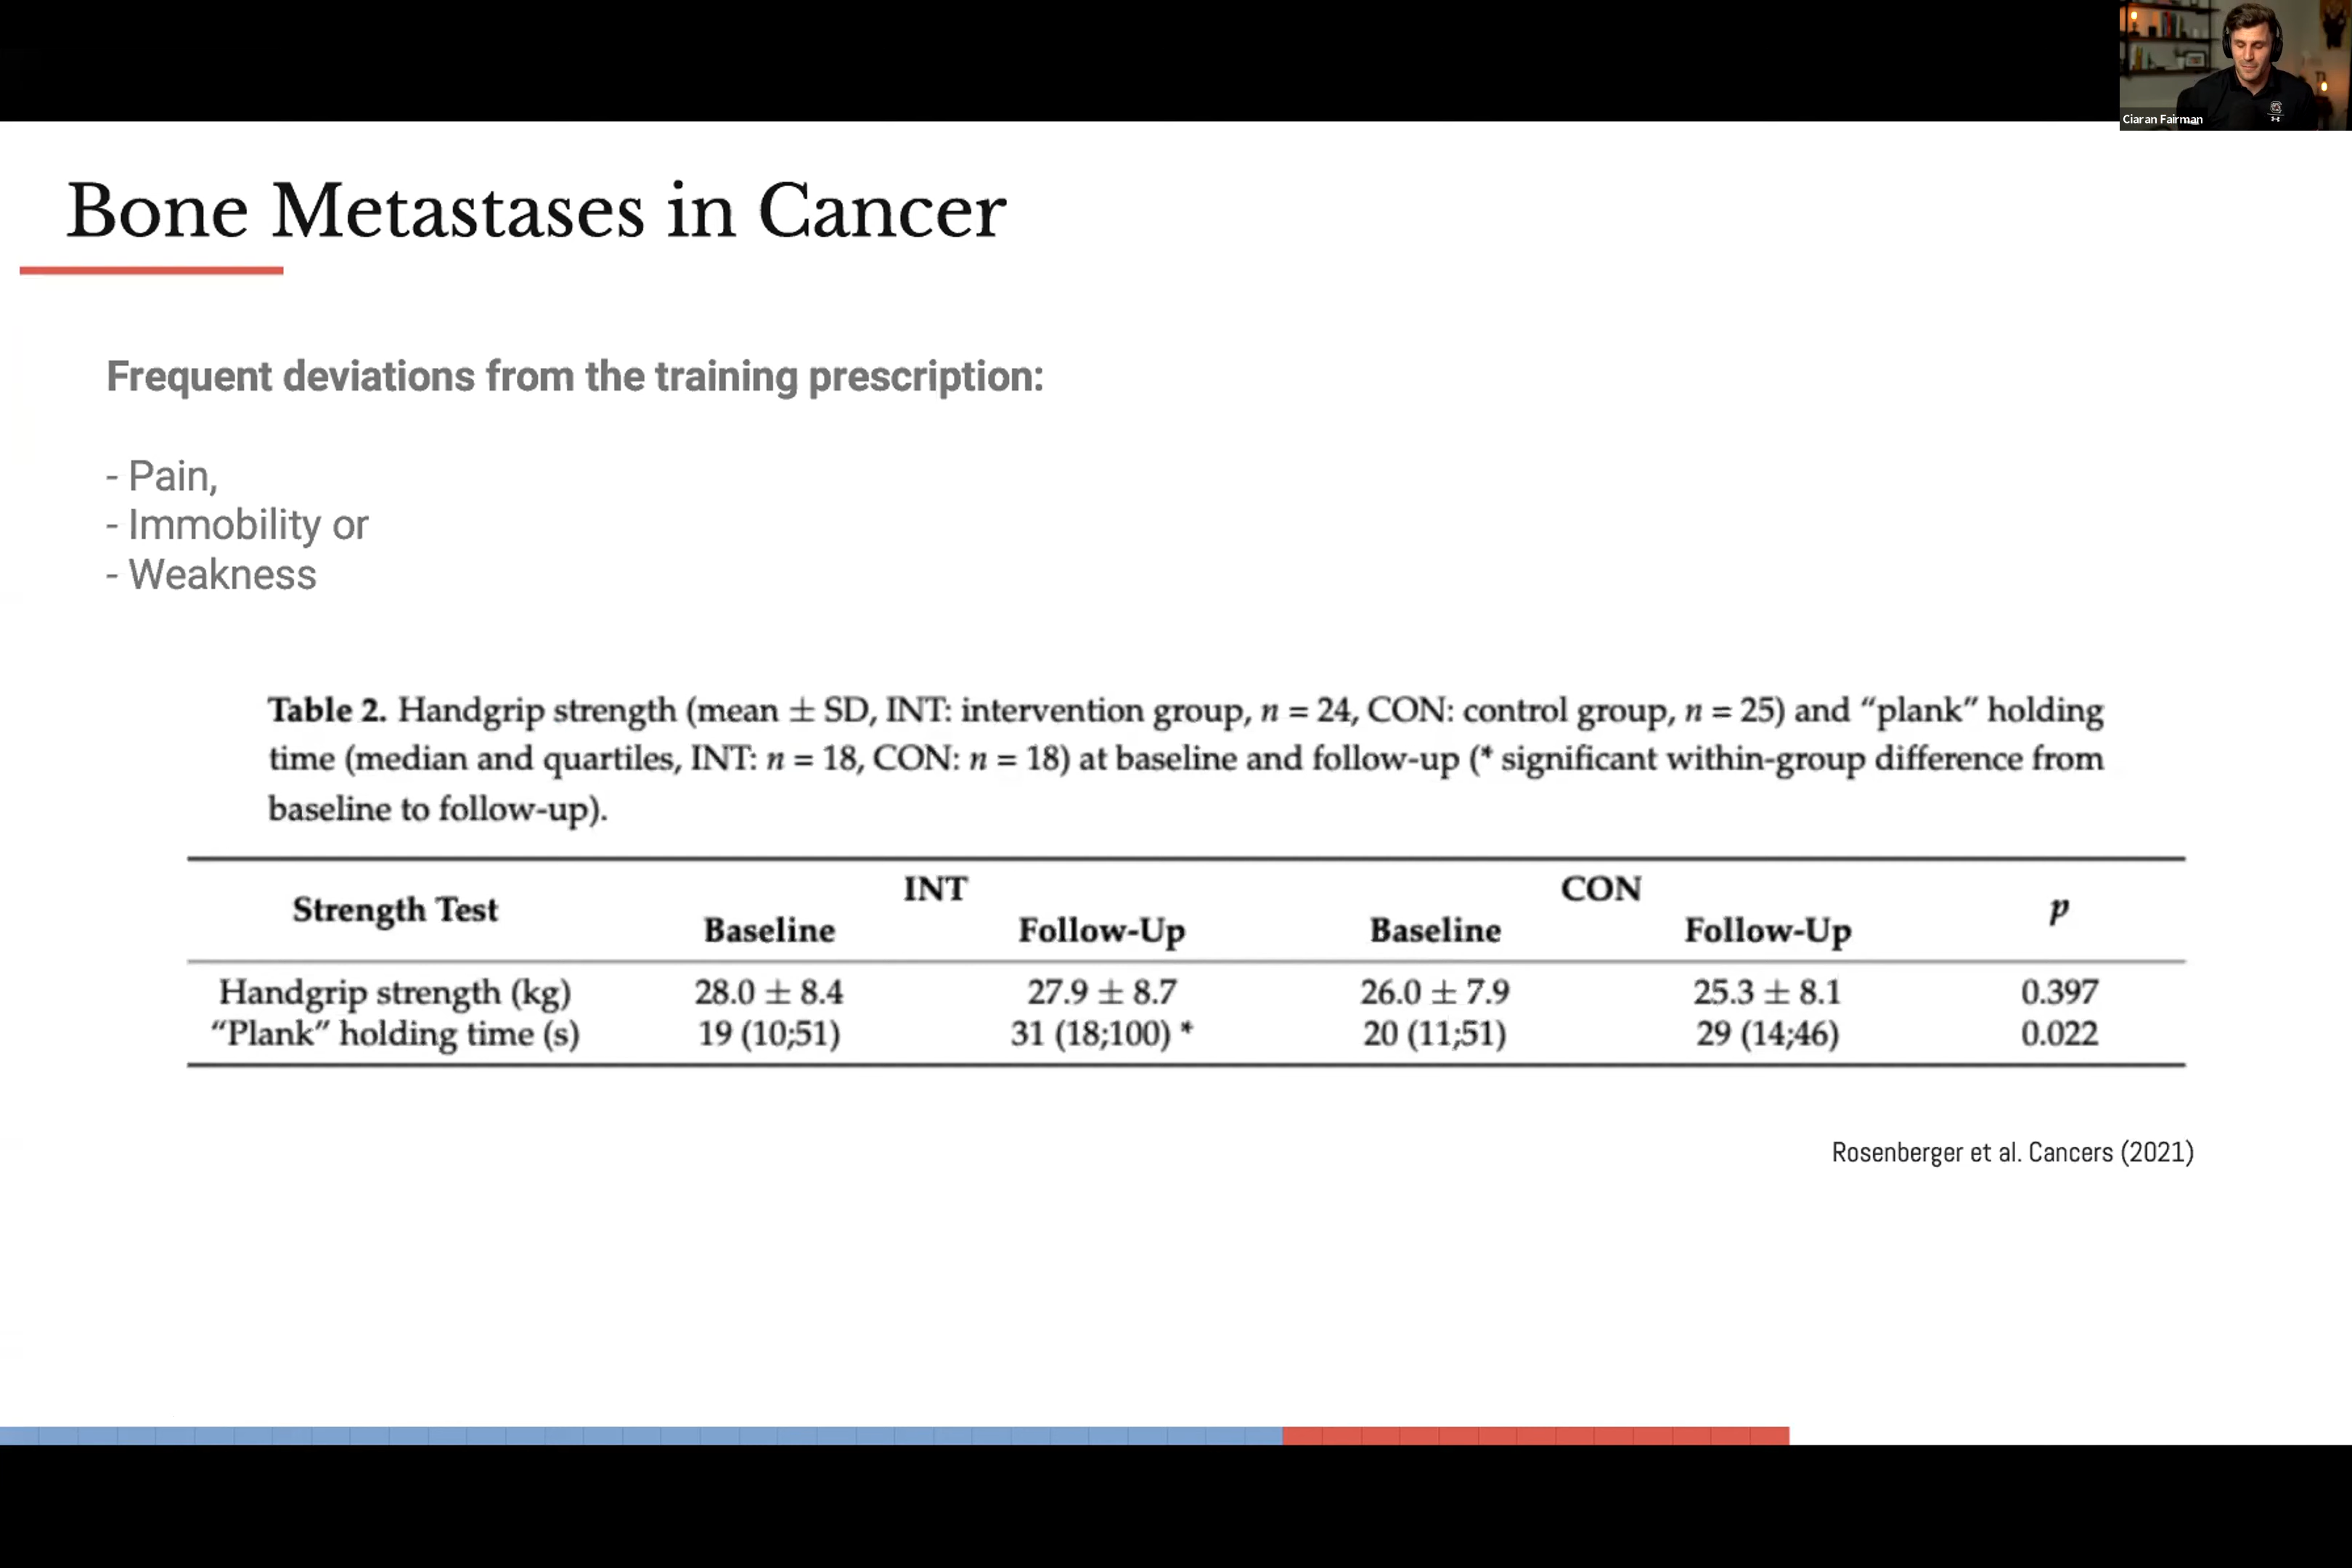 Ciaran Fairman
Bone Metastases in Cancer
Frequent deviations from the training prescription:
- Pain,
- Immobility or
- Weakness
Table 2. Handgrip strength (mean ± SD, INT: intervention group, n = 24, CON: control group, n = 25) and “plank” holding
time (median and quartiles, INT: n = 18, CON: n = 18) at baseline and follow-up (* significant within-group difference from
baseline to follow-up).
Strength Test INT CON p
Baseline Follow-Up Baseline Follow-Up
Handgrip strength (kg) 28.0 ± 8.4 27.9 ± 8.7 26.0 ± 7.9 25.3 ± 8.1 0.397
“Plank” holding time (s) 19 (10;51) 31 (18;100) * 20 (11;51) 29 (14;46) 0.022
Rosenberger et al. Cancers (2021)